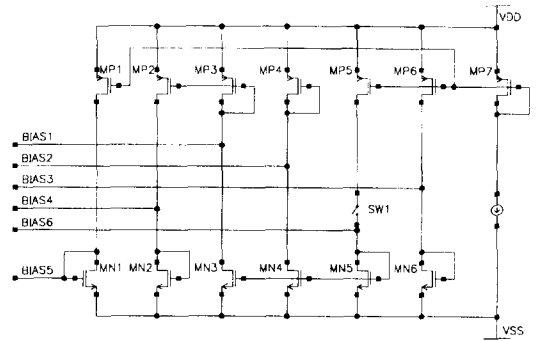 VDD
MP1 MP2 MP3 MP4 MP5 MP6 MP7
BIAS1
BIAS2
BIAS3
BIAS4
SW1
BIAS6
BIAS5
MN1 MN2 MN3 MN4 MN5 MN6
VSS